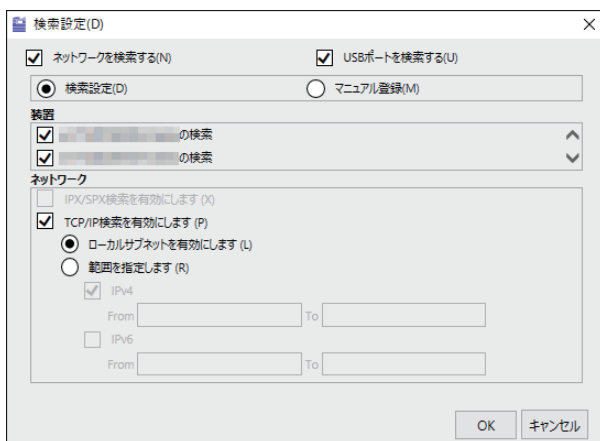 検索設定(D)
ネットワークを検索する(N) USBポートを検索する(U)
検索設定(D) マニュアル登録(M)
装置
の検索
の検索
ネットワーク
IPX/SPX検索を有効にします(X)
TCP/IP検索を有効にします(P)
ローカルサブネットを有効にします(L)
範囲を指定します(R)
IPv4
From To
IPv6
From To
OK キャンセル